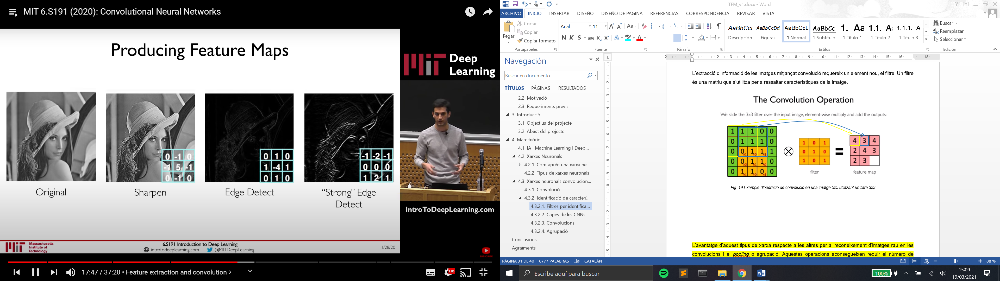 MIT 6.S191 (2020): Convolutional Neural Networks
Producing Feature Maps
0 -1 0
-1 5 -1
0 -1 0
0 1 0
1 -4 1
0 1 0
-1 -2 -1
0 0 0
1 2 1
Original
Sharpen
Edge Detect
“Strong” Edge
Detect
Massachusetts
Institute of
Technology
6.S191 Introduction to Deep Learning
introtodeeplearning.com
@MITDeepLearning
1/28/20
MIT Deep
Learning
IntroToDeepLearning.com
SUBSCRIBE
17:47 / 37:20 • Feature extraction and convolution >
HD
TFM_v1.docx - Word
ARCHIVO INICIO INSERTAR DISEÑO DISEÑO DE PÁGINA REFERENCIAS CORRESPONDENCIA REVISAR VISTA
Pegar
Cortar
Copiar
Copiar formato
Portapapeles
Arial 11
N K S abc X2 X2
Fuente
Párrafo
AaBbCcI AaBbCcDd. AaBbCcD AaBbCcI 1. Aa 1.1. Aa 1.1.1. A
Descripción Figuras ¶ Normal ¶ Subtítulo ¶ Título 1 ¶ Título 2 ¶ Título 3
Estilos
Buscar
Reemplazar
Seleccionar
Edición
Navegación
Buscar en documento
TÍTULOS PÁGINAS RESULTADOS
2.2. Motivació
2.3. Requeriments previs
3. Introducció
3.1. Objectius del projecte
3.2. Abast del projecte
4. Marc teòric
4.1. IA , Machine Learning i Deep...
4.2. Xarxes Neuronals
4.2.1. Com aprèn una xarxa ne...
4.2.2. Tipus de xarxes neuronals
4.3. Xarxes neuronals convolucion...
4.3.1. Convolució
4.3.2. Identificació de caracterí...
4.3.2.1. Filtres per identifica...
4.3.2.2. Capes de les CNNs
4.3.2.3. Convolucions
4.3.2.4. Agrupació
Conclusions
Agraïments
2 1 1 2 3 4 5 6 7 8 9 10 11 12 13 14 15 16 18
1 2 3 4 5 6 7 8 9 10 11 12 13 14 15
L’extracció d’informació de les imatges mitjançat convolució requereix un element nou, el filtre. Un filtre
és una matriu que s’utilitza per a ressaltar característiques de la imatge.
The Convolution Operation
We slide the 3x3 filter over the input image, element-wise multiply, and add the outputs:
1 1 1 0 0
0 1 1 1 0
0 0 1 1 1
0 0 1 1 0
0 1 1 0 0
1 0 1
0 1 0
1 0 1
filter
4 3 4
2 4 3
2 3
feature map
Fig. 19 Exemple d'operació de convolució en una imatge 5x5 utilitzant un filtre 3x3
L’avantatge d’aquest tipus de xarxa respecte a les altres per al reconeixement d’imatges rau en les
convolucions i el pooling o agrupació. Aquestes operacions aconsegueixen reduir el número de
PÁGINA 31 DE 40 6777 PALABRAS CATALÁN
88 %
Escribe aquí para buscar
100%
15:09
19/03/2021